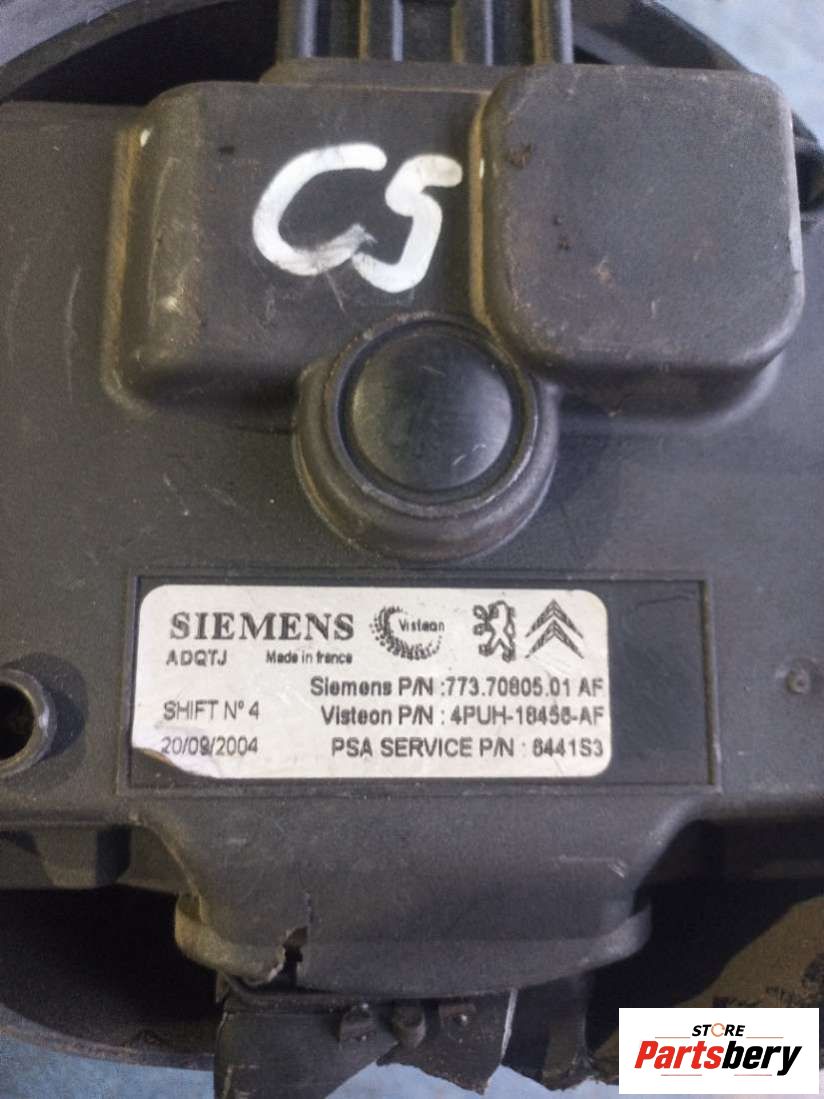 C5
SIEMENS
Visteon
ADQTJ Made in france
Siemens P/N :773.70805.01 AF
SHIFT N° 4 Visteon P/N : 4PUH-18456-AF
20/09/2004 PSA SERVICE P/N : 6441S3
STORE
Partsbery